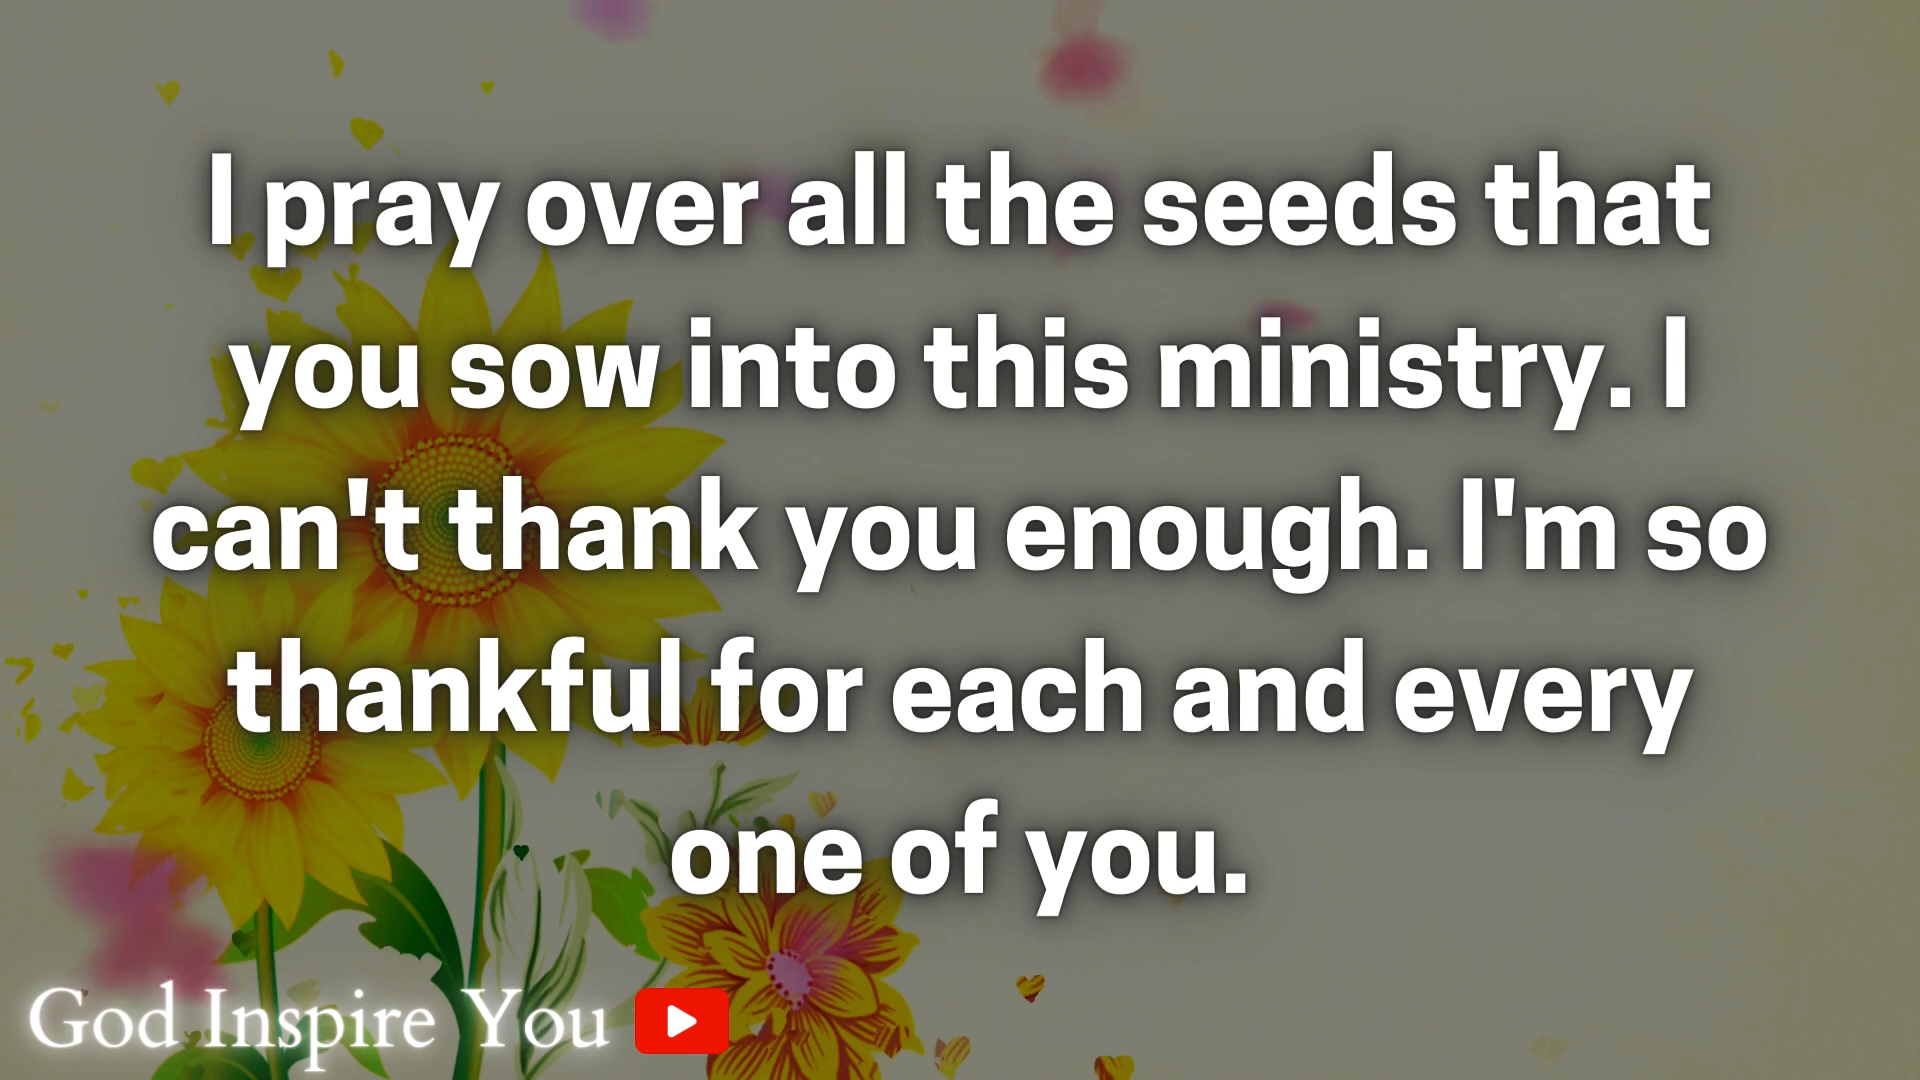 I pray over all the seeds that
you sow into this ministry. I
can't thank you enough. I'm so
thankful for each and every
one of you.
God Inspire You